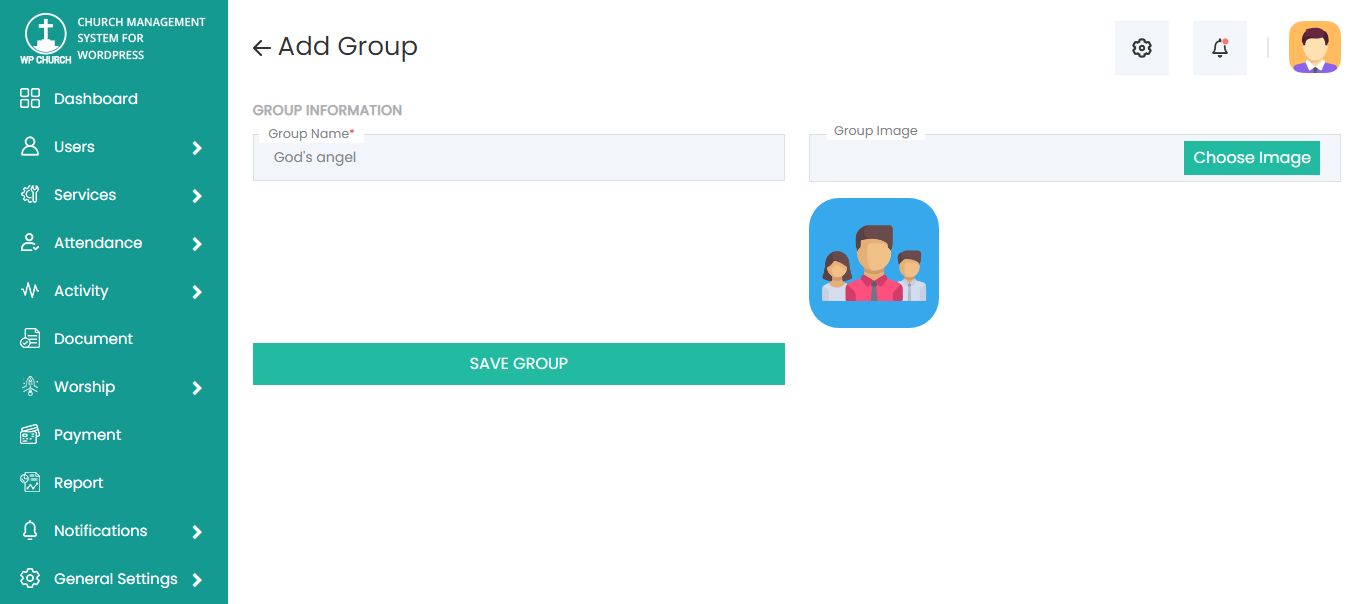 CHURCH MANAGEMENT
SYSTEM FOR
WORDPRESS
WP CHURCH
Dashboard
Users
Services
Attendance
Activity
Document
Worship
Payment
Report
Notifications
General Settings
Add Group
GROUP INFORMATION
Group Name*
God's angel
Group Image
Choose Image
SAVE GROUP